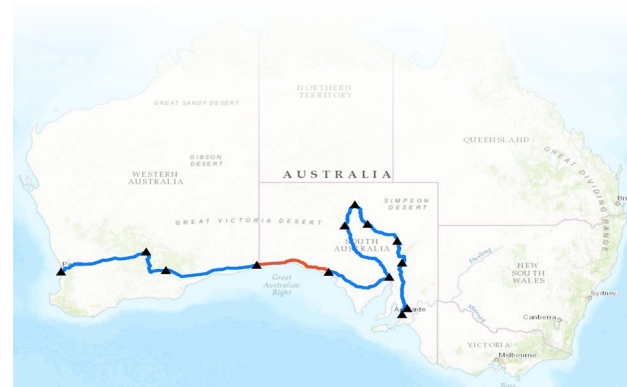 NORTHERN
TERRITORY
GREAT SANDY DESERT
QUEENSLAND
GREAT DIVIDING RANGE
GIBSON
DESERT
WESTERN
AUSTRALIA
AUSTRALIA
SIMPSON
DESERT
GREAT VICTORIA DESERT
SOUTH
AUSTRALIA
Darling
NEW
SOUTH
WALES
Great
Australian
Bight
Sydney
Murray
Canberra
VICTORIA
Melbourne